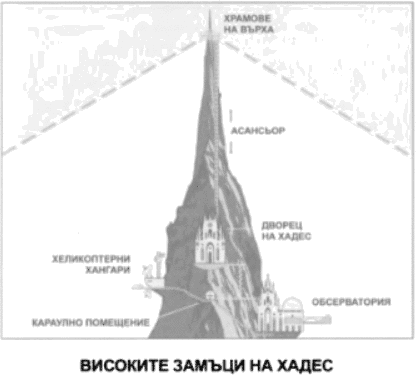 ХРАМОВЕ
НА ВЪРХА
АСАНСЬОР
ДВОРЕЦ
НА ХАДЕС
ХЕЛИКОПТЕРНИ
ХАНГАРИ
ОБСЕРВАТОРИЯ
КАРАУЛНО ПОМЕЩЕНИЕ
ВИСОКИТЕ ЗАМЪЦИ НА ХАДЕС